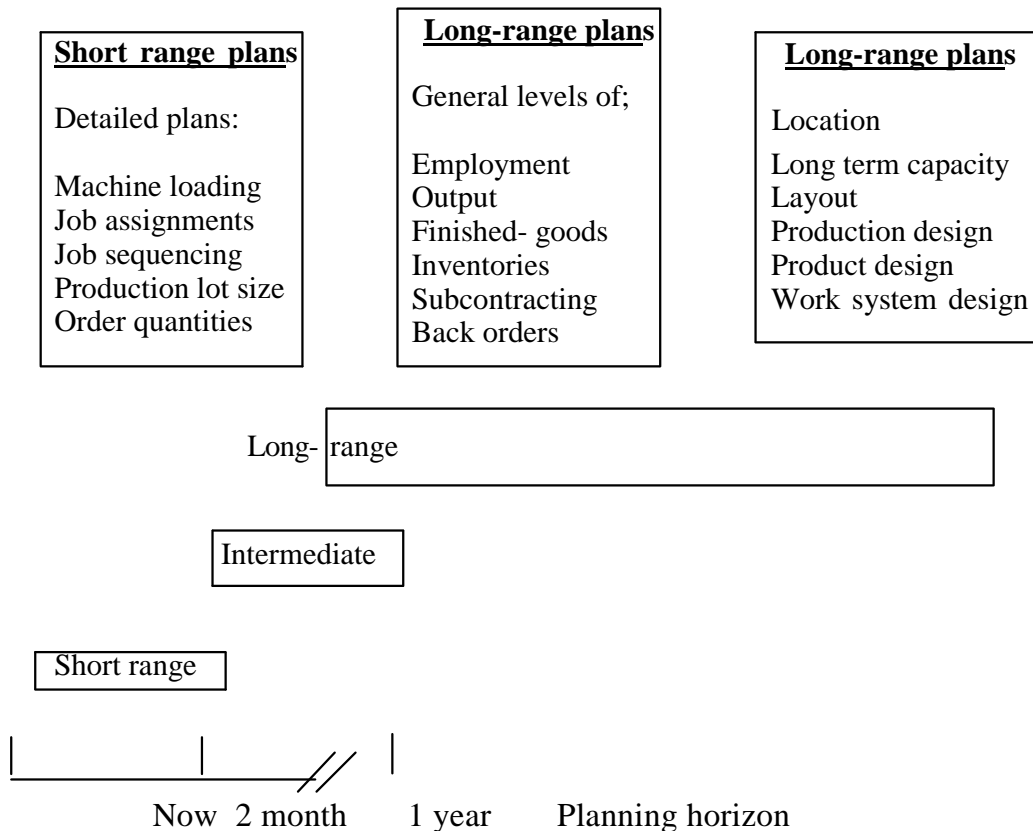 Short range plans
Detailed plans:
Machine loading
Job assignments
Job sequencing
Production lot size
Order quantities
Long-range plans
General levels of;
Employment
Output
Finished- goods
Inventories
Subcontracting
Back orders
Long-range plans
Location
Long term capacity
Layout
Production design
Product design
Work system design
Long- range
Intermediate
Short range
Now 2 month 1 year Planning horizon